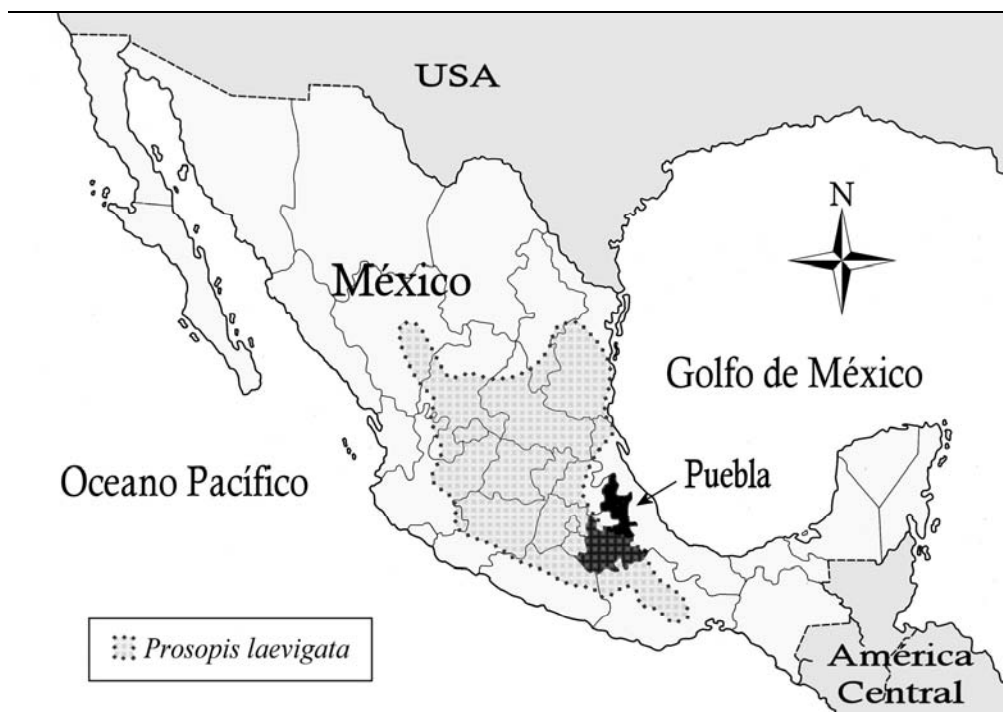 USA
N
México
Golfo de México
Puebla
Oceano Pacífico
Prosopis laevigata
América
Central